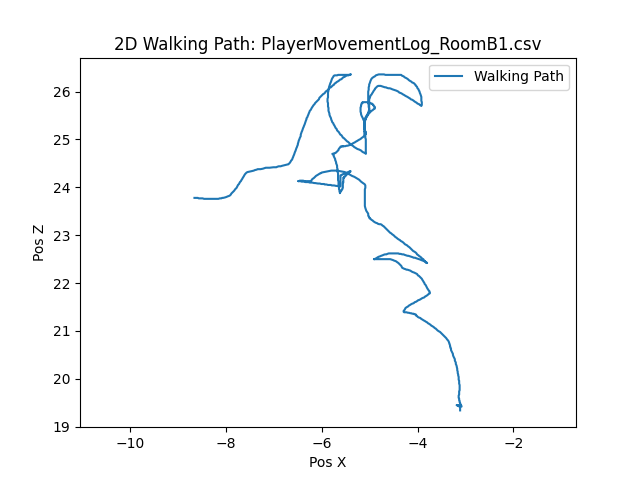 2D Walking Path: PlayerMovementLog_RoomB1.csv
Walking Path
26
25
24
23
22
21
20
19
Pos Z
−10 −8 −6 −4 −2
Pos X